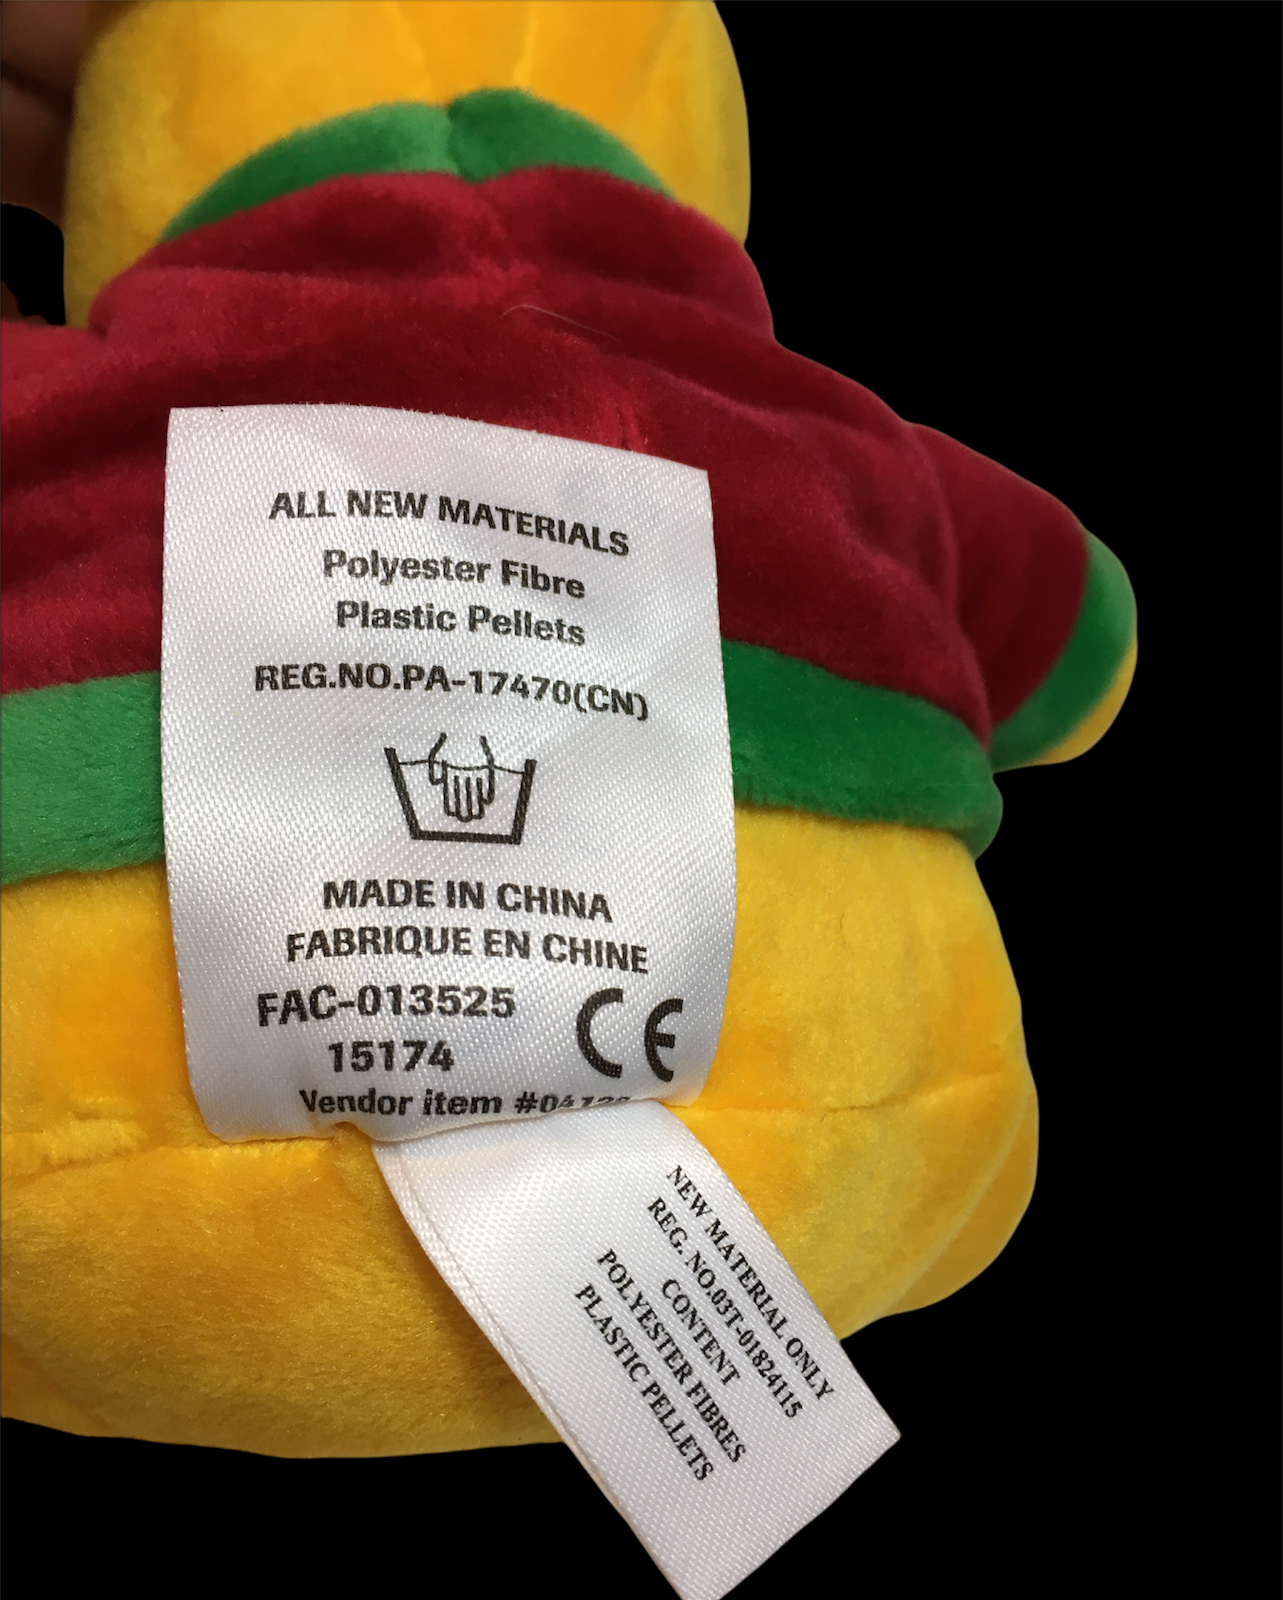 ALL NEW MATERIALS
Polyester Fibre
Plastic Pellets
REG.NO.PA-17470(CN)
MADE IN CHINA
FABRIQUE EN CHINE
FAC-013525
CE
15174
Vendor item
NEW MATERIAL ONLY
REG. NO.03T-01824115
CONTENT
POLYESTER FIBRES
PLASTIC PELLETS